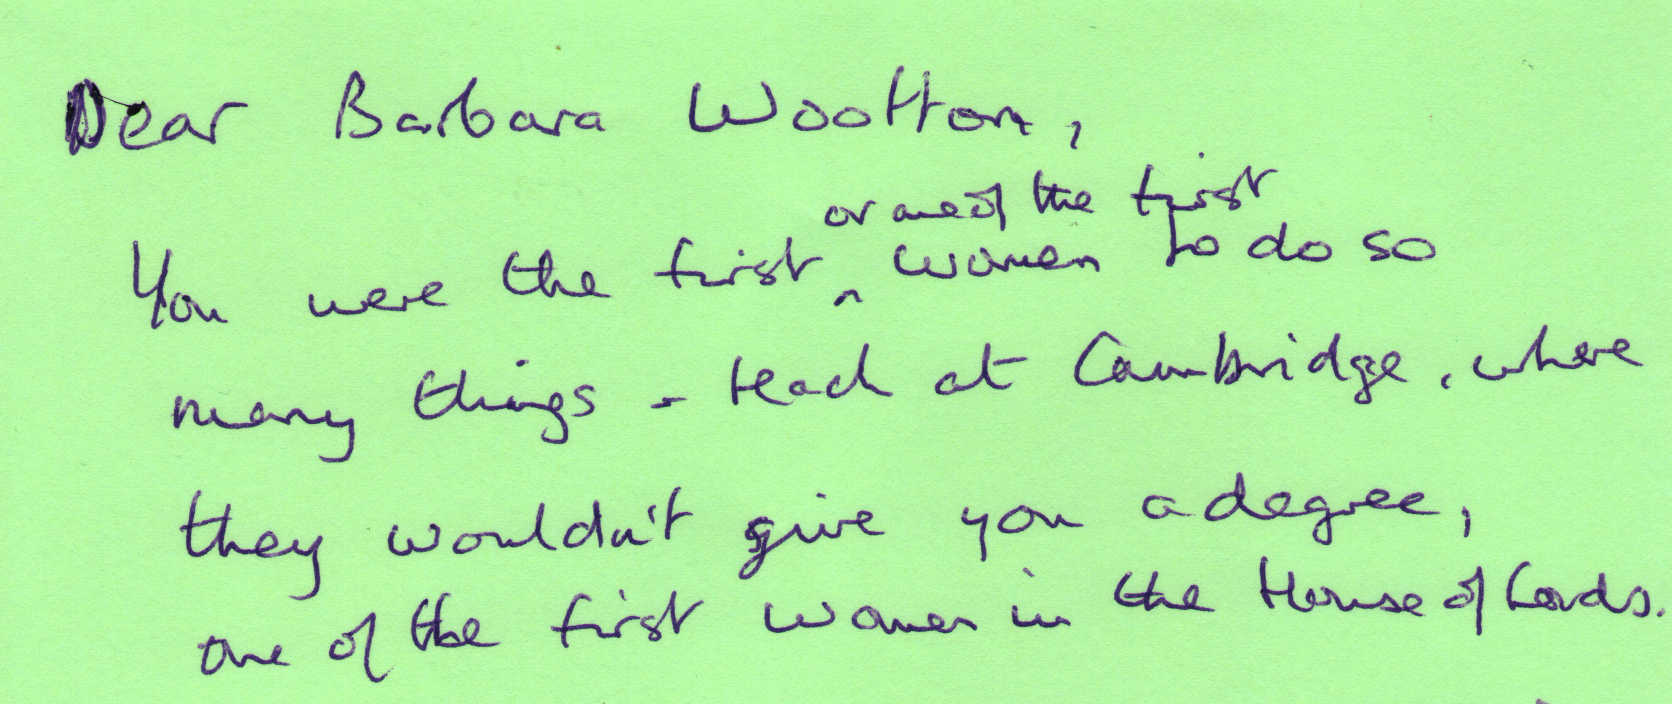 Dear Barbara Wootton,
or one of the first
You were the first ^ women to do so
many things - teach at Cambridge, where
they wouldn't give you a degree,
one of the first women in the House of Lords.